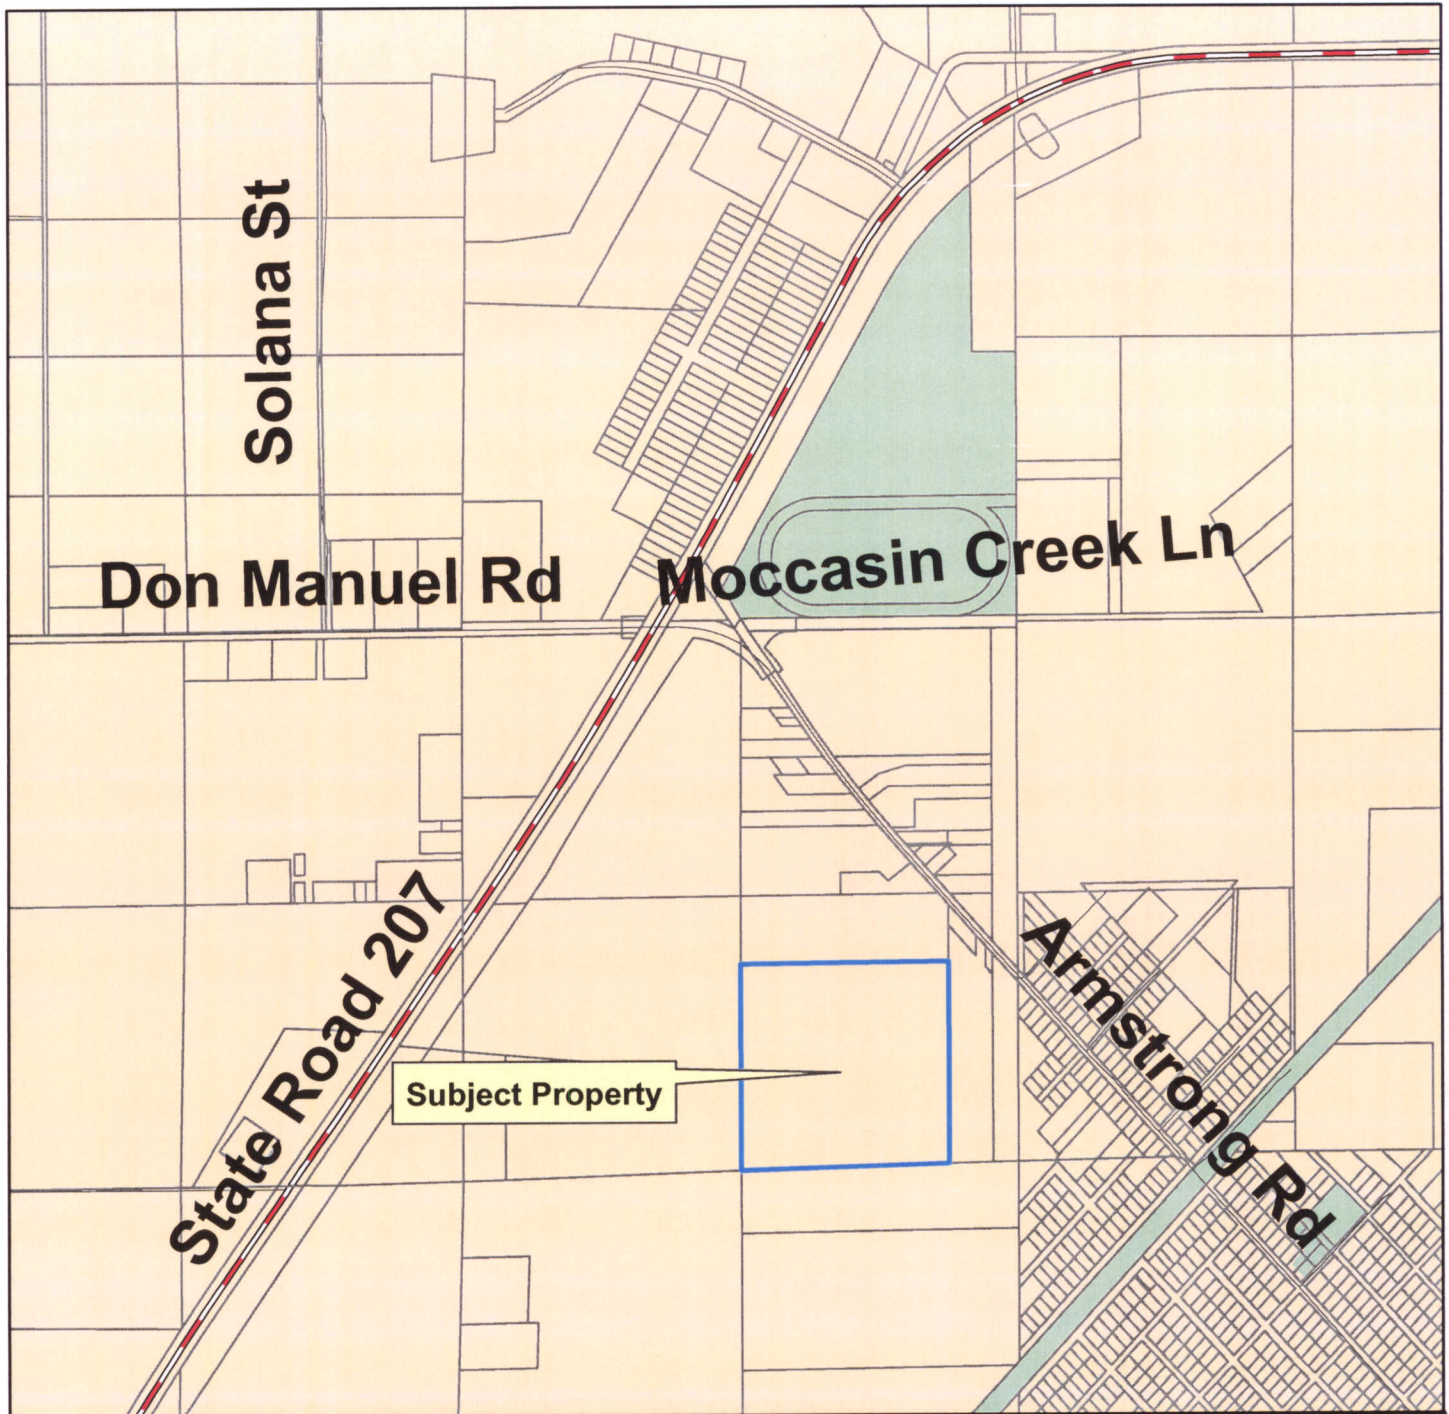 Solana St
Don Manuel Rd
Moccasin Creek Ln
State Road 207
Subject Property
Armstrong Rd